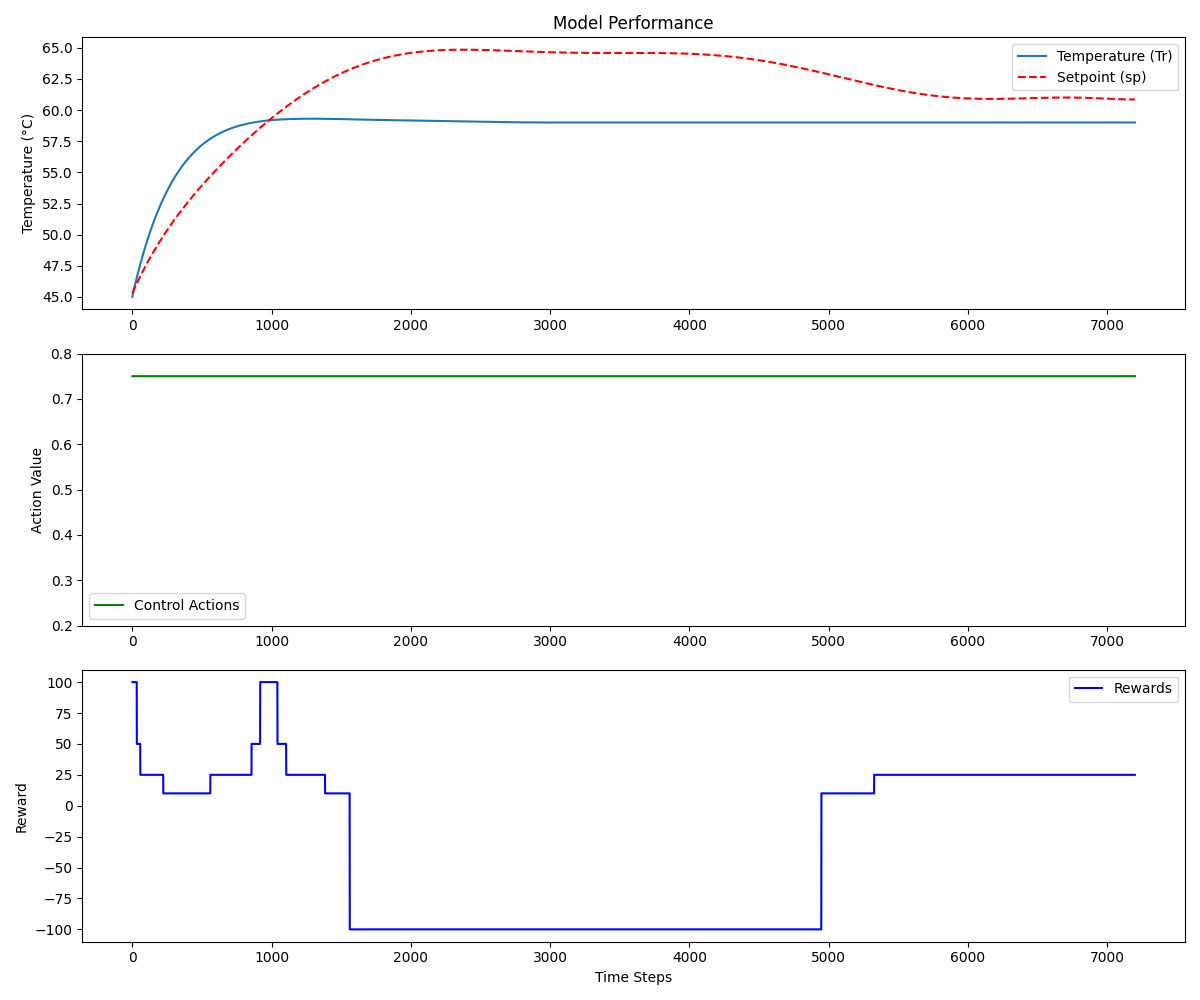 Model Performance
Temperature (°C)
65.0
62.5
60.0
57.5
55.0
52.5
50.0
47.5
45.0
Temperature (Tr)
Setpoint (sp)
0 1000 2000 3000 4000 5000 6000 7000
Action Value
0.8
0.7
0.6
0.5
0.4
0.3
0.2
Control Actions
0 1000 2000 3000 4000 5000 6000 7000
Reward
100
75
50
25
0
−25
−50
−75
−100
Rewards
0 1000 2000 3000 4000 5000 6000 7000
Time Steps